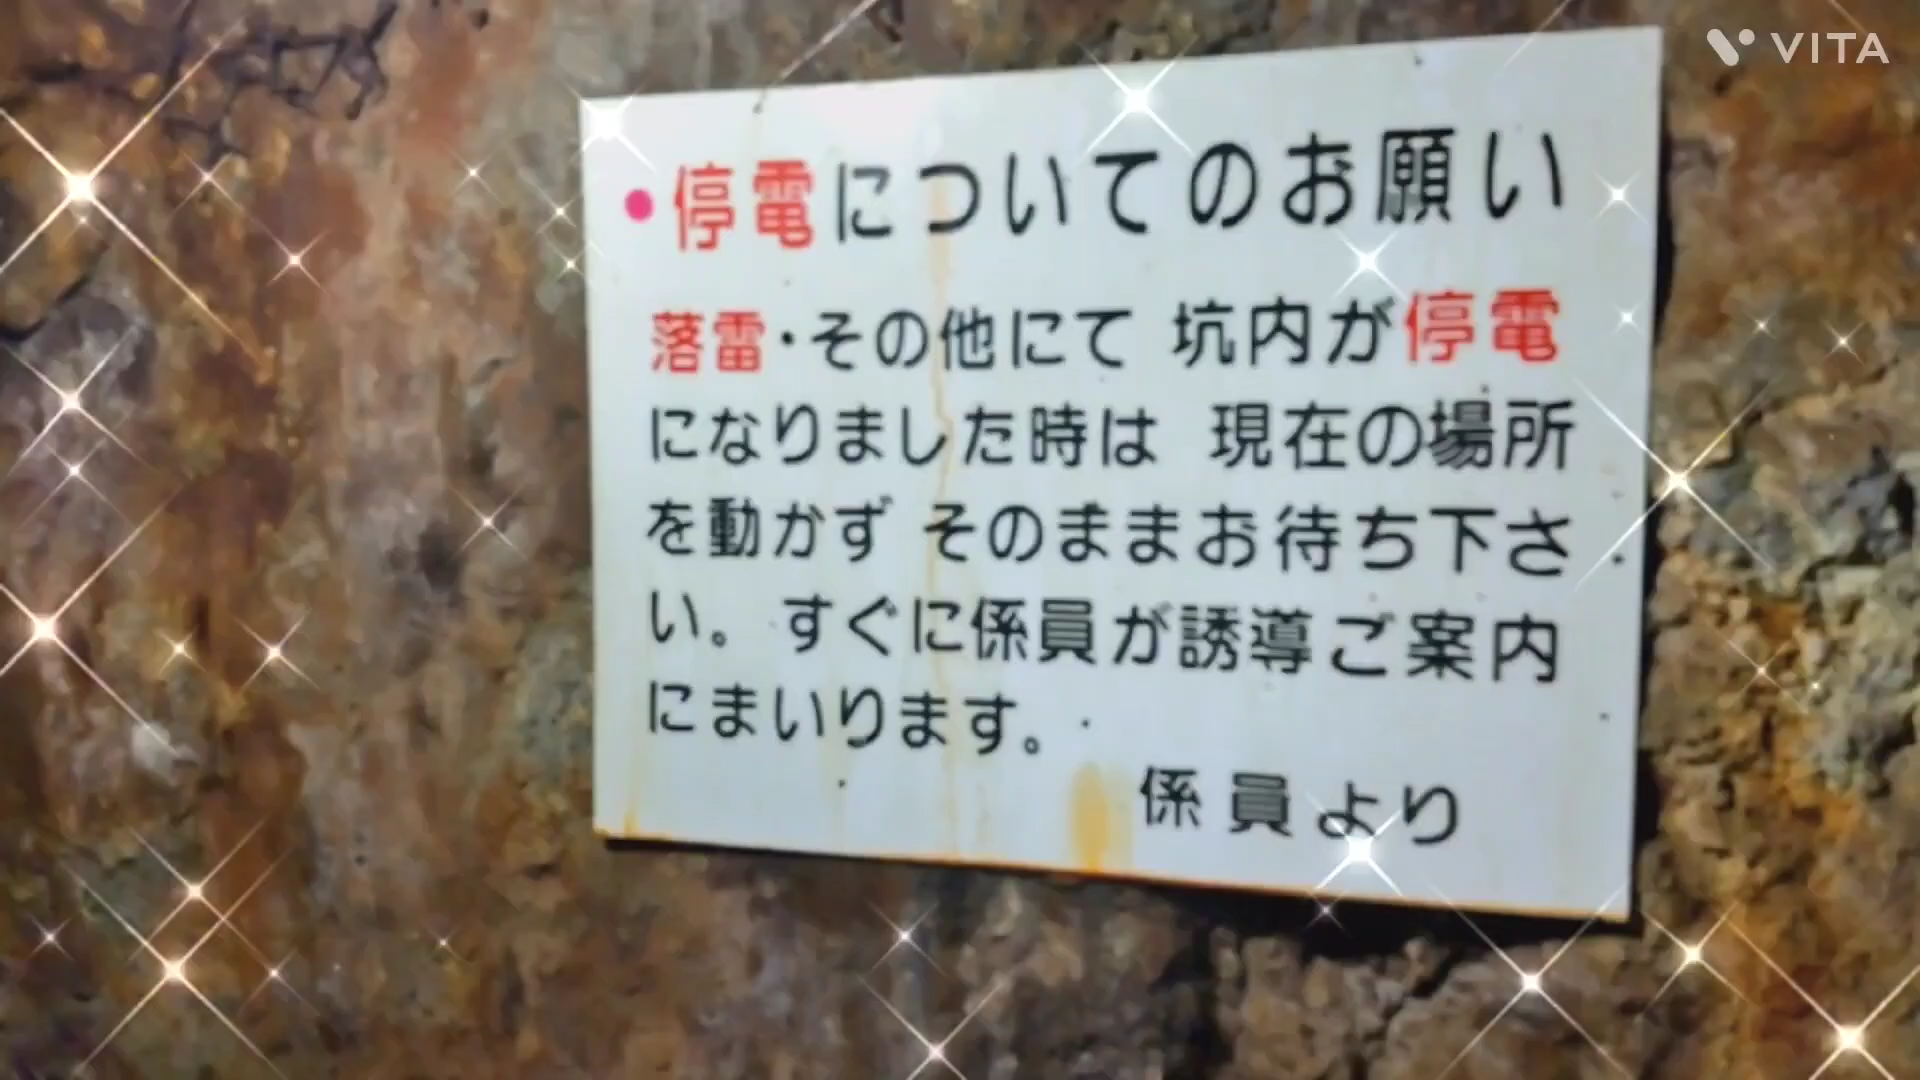 VITA
•停電についてのお願い
落雷・その他にて 坑内が停電
になりました時は 現在の場所
を動かず そのままお待ち下さ
い。すぐに係員が誘導ご案内
にまいります。
係員より